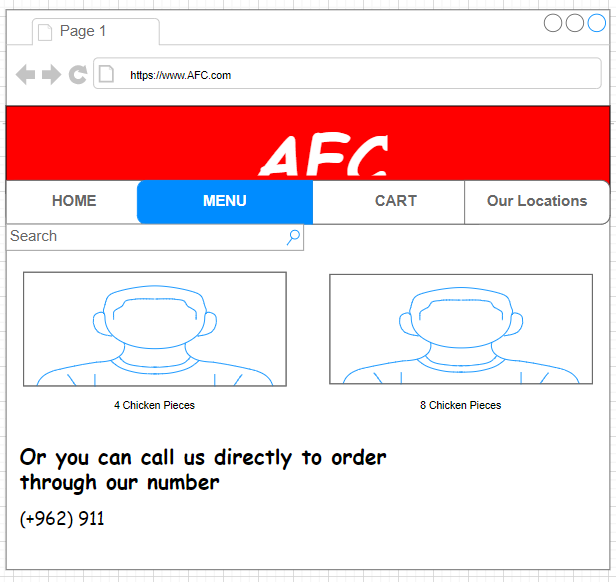 Page 1
https://www.AFC.com
AFC
HOME MENU CART Our Locations
Search
4 Chicken Pieces 8 Chicken Pieces
Or you can call us directly to order
through our number
(+962) 911